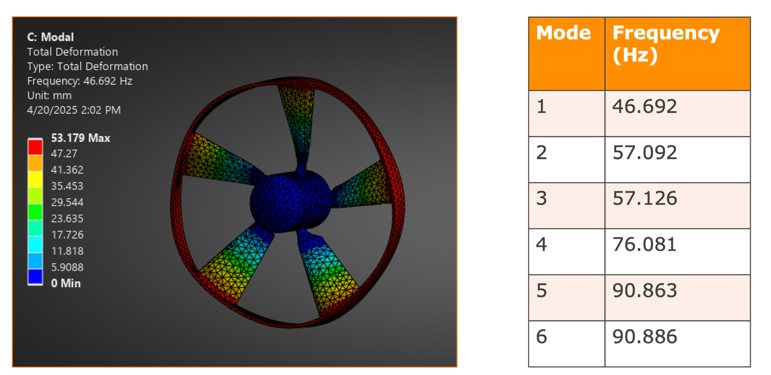 C: Modal
Total Deformation
Type: Total Deformation
Frequency: 46.692 Hz
Unit: mm
4/20/2025 2:02 PM
53.179 Max
47.27
41.362
35.453
29.544
23.635
17.726
11.818
5.9088
0 Min
Mode Frequency (Hz)
1 46.692
2 57.092
3 57.126
4 76.081
5 90.863
6 90.886